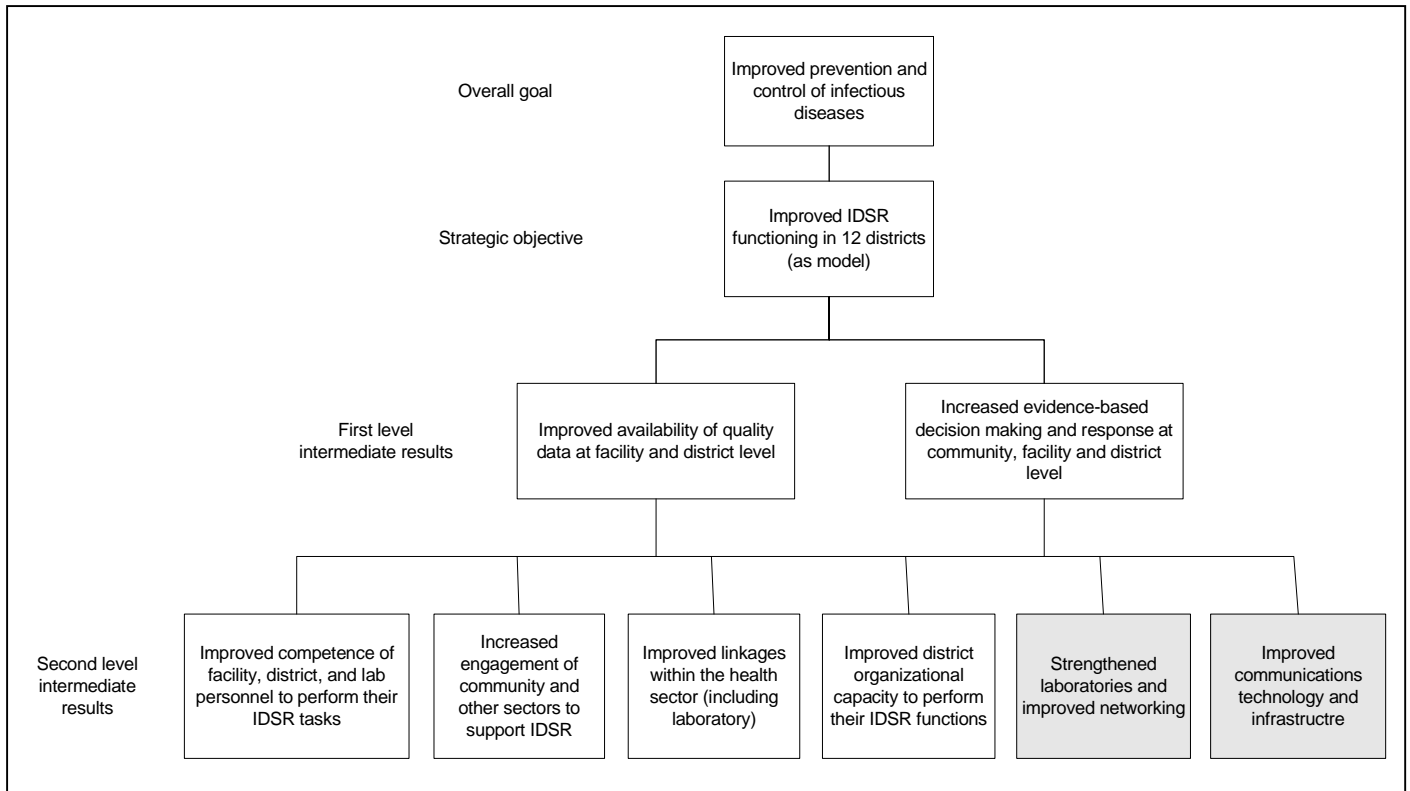 Overall goal
Improved prevention and
control of infectious
diseases
Strategic objective
Improved IDSR
functioning in 12 districts
(as model)
First level
intermediate results
Improved availability of quality
data at facility and district level
Increased evidence-based
decision making and response at
community, facility and district
level
Second level
intermediate
results
Improved competence of
facility, district, and lab
personnel to perform their
IDSR tasks
Increased
engagement of
community and
other sectors to
support IDSR
Improved linkages
within the health
sector (including
laboratory)
Improved district
organizational
capacity to perform
their IDSR functions
Strengthened
laboratories and
improved networking
Improved
communications
technology and
infrastructre